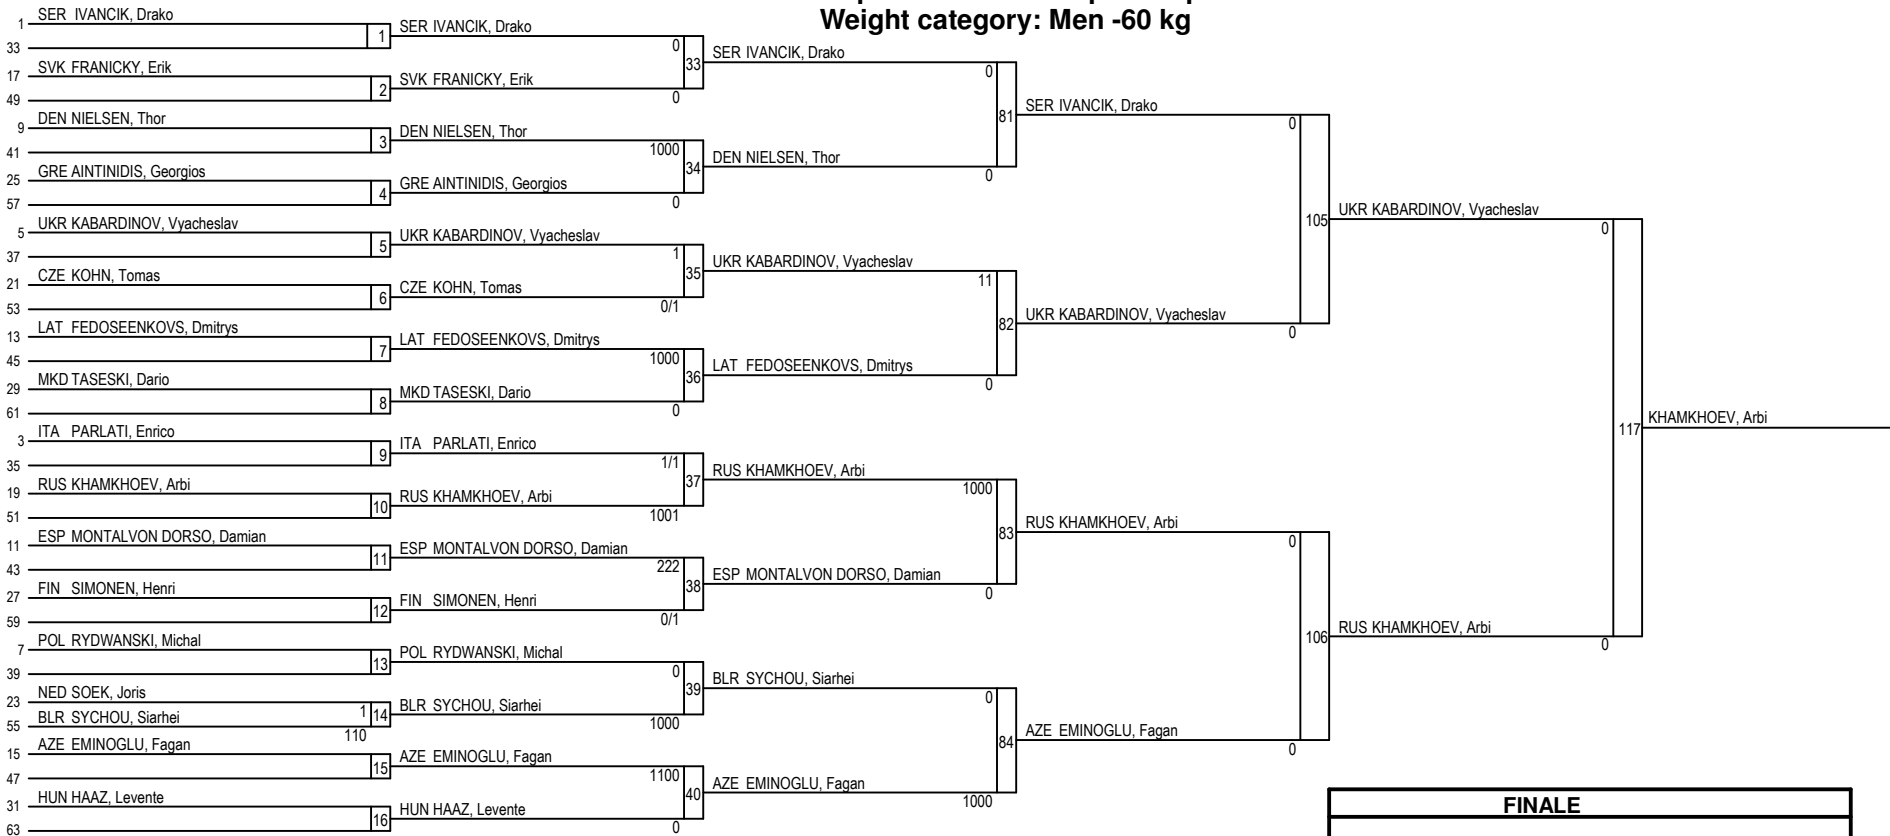 Weight category: Men -60 kg
1 SER IVANCIK, Drako
33
1
17 SVK FRANICKY, Erik
49
2
9 DEN NIELSEN, Thor
41
3
25 GRE AINTINIDIS, Georgios
57
4
5 UKR KABARDINOV, Vyacheslav
37
5
21 CZE KOHN, Tomas
53
6
13 LAT FEDOSEENKOVS, Dmitrys
45
7
29 MKD TASESKI, Dario
61
8
3 ITA PARLATI, Enrico
35
9
19 RUS KHAMKHOEV, Arbi
51
10
11 ESP MONTALVON DORSO, Damian
43
11
27 FIN SIMONEN, Henri
59
12
7 POL RYDWANSKI, Michal
39
13
23 NED SOEK, Joris
1 14
55 BLR SYCHOU, Siarhei
110
15 AZE EMINOGLU, Fagan
47
15
31 HUN HAAZ, Levente
63
16
SER IVANCIK, Drako
0
33
SVK FRANICKY, Erik
0
DEN NIELSEN, Thor
1000
34
GRE AINTINIDIS, Georgios
0
UKR KABARDINOV, Vyacheslav
1
35
CZE KOHN, Tomas
0/1
LAT FEDOSEENKOVS, Dmitrys
1000
36
MKD TASESKI, Dario
0
ITA PARLATI, Enrico
1/1
37
RUS KHAMKHOEV, Arbi
1001
ESP MONTALVON DORSO, Damian
222
38
FIN SIMONEN, Henri
0/1
POL RYDWANSKI, Michal
0
39
BLR SYCHOU, Siarhei
1000
AZE EMINOGLU, Fagan
1100
40
HUN HAAZ, Levente
0
SER IVANCIK, Drako
0
81
DEN NIELSEN, Thor
0
UKR KABARDINOV, Vyacheslav
11
82
LAT FEDOSEENKOVS, Dmitrys
0
RUS KHAMKHOEV, Arbi
1000
83
ESP MONTALVON DORSO, Damian
0
BLR SYCHOU, Siarhei
0
84
AZE EMINOGLU, Fagan
1000
SER IVANCIK, Drako
0
105
UKR KABARDINOV, Vyacheslav
0
RUS KHAMKHOEV, Arbi
0
106
AZE EMINOGLU, Fagan
0
UKR KABARDINOV, Vyacheslav
0
117
RUS KHAMKHOEV, Arbi
0
KHAMKHOEV, Arbi
FINALE